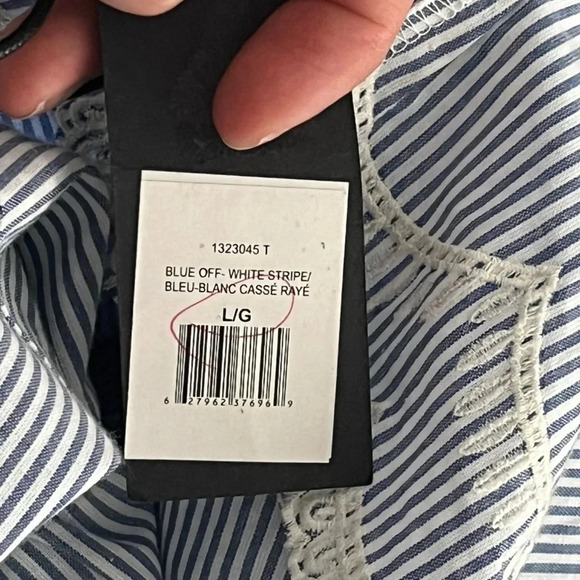 1323045 T
BLUE OFF- WHITE STRIPE/
BLEU-BLANC CASSÉ RAYÉ
L/G
6 27962 37696 9